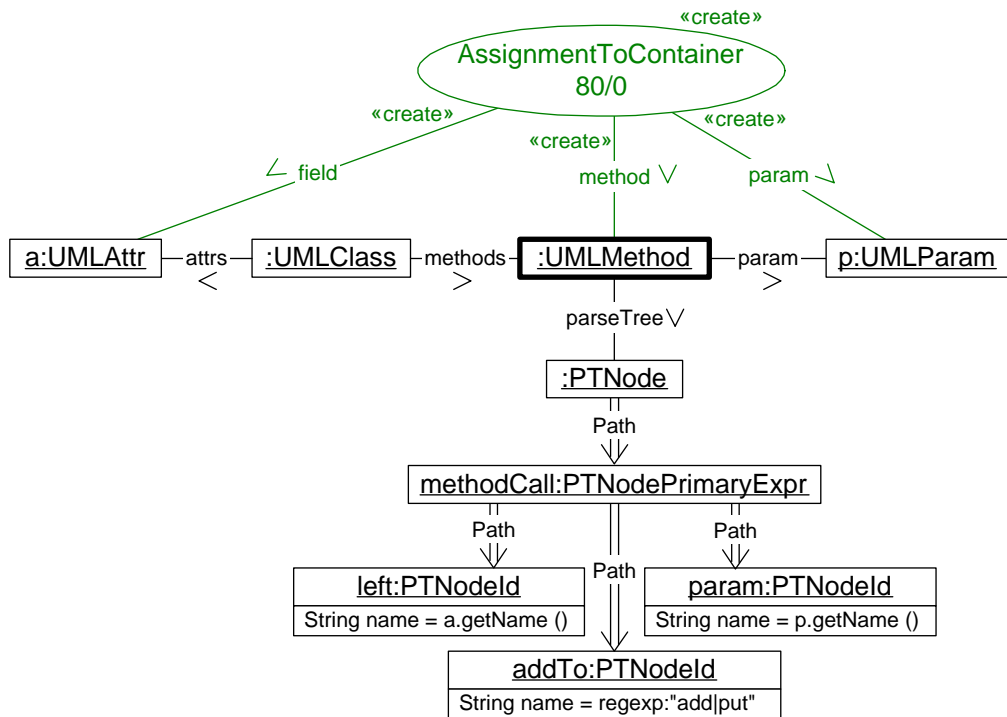 «create»
AssignmentToContainer
80/0
«create»
«create»
«create»
field
method
param
a:UMLAttr
attrs
:UMLClass
methods
:UMLMethod
param
p:UMLParam
parseTree
:PTNode
Path
methodCall:PTNodePrimaryExpr
Path
Path
Path
left:PTNodeId
String name = a.getName ()
param:PTNodeId
String name = p.getName ()
addTo:PTNodeId
String name = regexp:"add|put"